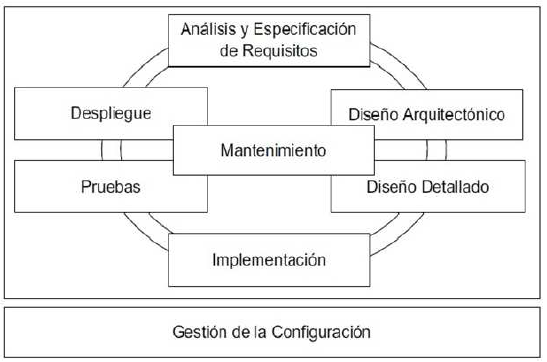 Análisis y Especificación
de Requisitos
Despliegue
Diseño Arquitectónico
Mantenimiento
Pruebas
Diseño Detallado
Implementación
Gestión de la Configuración